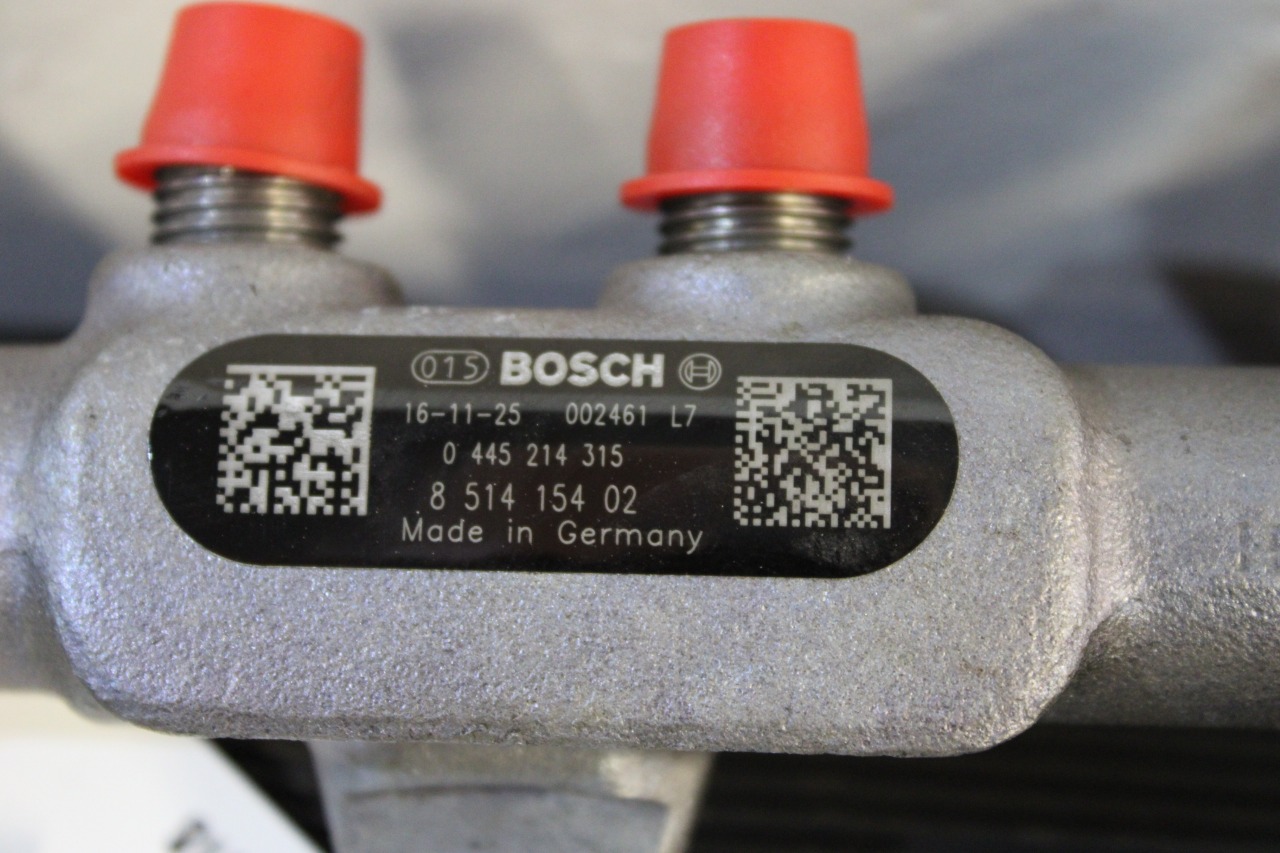 015 BOSCH
16-11-25 002461 L7
0 445 214 315
8 514 154 02
Made in Germany